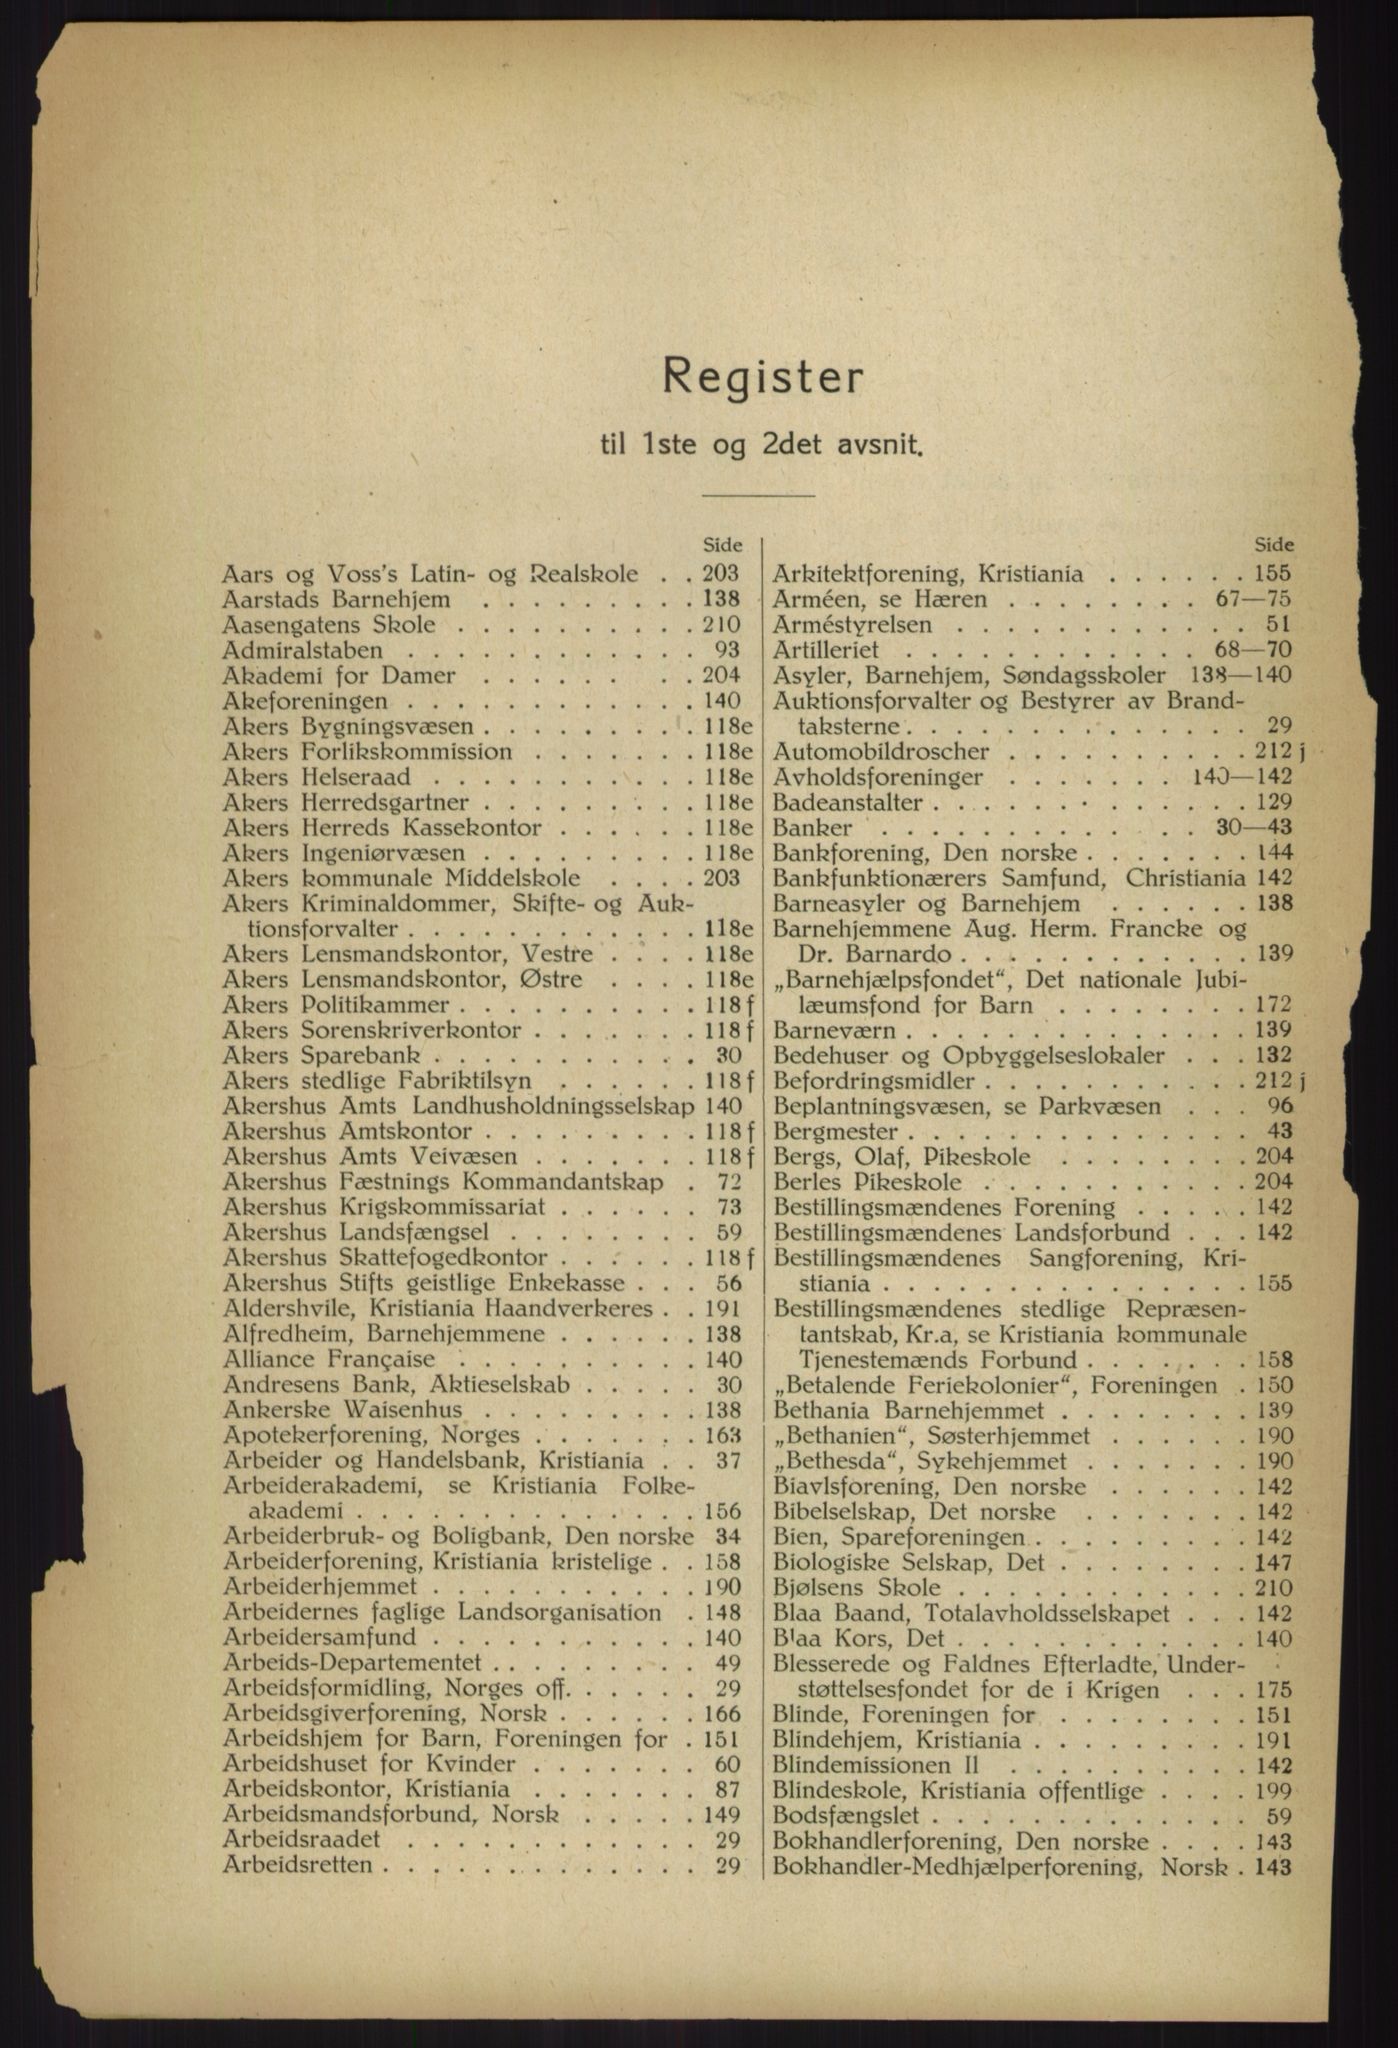 Register
til 1ste og 2det avsnit.
Side
Aars og Voss's Latin- og Realskole . . 203
Aarstads Barnehjem . . . . . . . . . 138
Aasengatens Skole . . . . . . . . . . 210
Admiralstaben . . . . . . . . . . . . 93
Akademi for Damer . . . . . . . . 204
Akeforeningen . . . . . . . . . . . . 140
Akers Bygningsvæsen . . . . . . . . . 118e
Akers Forlikskommission . . . . . . . 118e
Akers Helseraad . . . . . . . . . . . 118e
Akers Herredsgartner . . . . . . . . . 118e
Akers Herreds Kassekontor . . . . . . 118e
Akers Ingeniørvæsen . . . . . . . . . 118e
Akers kommunale Middelskole . . . . 203
Akers Kriminaldommer, Skifte- og Auk-
tionsforvalter . . . . . . . . . . . . 118e
Akers Lensmandskontor, Vestre . . . . 118e
Akers Lensmandskontor, Østre . . . . 118e
Akers Politikammer . . . . . . . . . . 118 f
Akers Sorenskriverkontor . . . . . . . 118 f
Akers Sparebank . . . . . . . . . . . 30
Akers stedlige Fabriktilsyn . . . . . . 118 f
Akershus Amts Landhusholdningsselskap 140
Akershus Amtskontor . . . . . . . . . 118 f
Akershus Amts Veivæsen . . . . . . . 118 f
Akershus Fæstnings Kommandantskap . 72
Akershus Krigskommissariat . . . . . . 73
Akershus Landsfængsel . . . . . . . . 59
Akershus Skattefogedkontor . . . . . . 118 f
Akershus Stifts geistlige Enkekasse . . . 56
Aldershvile, Kristiania Haandverkeres . . 191
Alfredheim, Barnehjemmene . . . . . . 138
Alliance Française . . . . . . . . . . 140
Andresens Bank, Aktieselskab . . . . . 30
Ankerske Waisenhus . . . . . . . . . 138
Apotekerforening, Norges . . . . . . . 163
Arbeider og Handelsbank, Kristiania . . 37
Arbeiderakademi, se Kristiania Folke-
akademi . . . . . . . . . . . . . . 156
Arbeiderbruk- og Boligbank, Den norske 34
Arbeiderforening, Kristiania kristelige . . 158
Arbeiderhjemmet . . . . . . . . . . . 190
Arbeidernes faglige Landsorganisation . 148
Arbeidersamfund . . . . . . . . . . . 140
Arbeids-Departementet . . . . . . . . . 49
Arbeidsformidling, Norges off. . . . . . 29
Arbeidsgiverforening, Norsk . . . . . . 166
Arbeidshjem for Barn, Foreningen for . 151
Arbeidshuset for Kvinder . . . . . . . 60
Arbeidskontor, Kristiania . . . . . . . 87
Arbeidsmandsforbund, Norsk . . . . . 149
Arbeidsraadet . . . . . . . . . . . . 29
Arbeidsretten . . . . . . . . . . . . . 29
Side
Arkitektforening, Kristiania . . . . . . 155
Arméen, se Hæren . . . . . . . . 67—75
Arméstyrelsen . . . . . . . . . . . . 51
Artilleriet . . . . . . . . . . . . 68—70
Asyler, Barnehjem, Søndagsskoler 138—140
Auktionsforvalter og Bestyrer av Brand-
taksterne . . . . . . . . . . . . . . 29
Automobildroscher . . . . . . . . . . 212 j
Avholdsforeninger . . . . . . . 140—142
Badeanstalter . . . . . . . . . . . . . 129
Banker . . . . . . . . . . . . . 30—43
Bankforening, Den norske . . . . . . . 144
Bankfunktionærers Samfund, Christiania 142
Barneasyler og Barnehjem . . . . . . 138
Barnehjemmene Aug. Herm. Francke og
Dr. Barnardo . . . . . . . . . . . . 139
„Barnehjælpsfondet“, Det nationale Jubi-
læumsfond for Barn . . . . . . . . 172
Barneværn . . . . . . . . . . . . . . 139
Bedehuser og Opbyggelseslokaler . . . 132
Befordringsmidler . . . . . . . . . . . 212 j
Beplantningsvæsen, se Parkvæsen . . . 96
Bergmester . . . . . . . . . . . . . . 43
Bergs, Olaf, Pikeskole . . . . . . . . 204
Berles Pikeskole . . . . . . . . . . . 204
Bestillingsmændenes Forening . . . . . 142
Bestillingsmændenes Landsforbund . . . 142
Bestillingsmændenes Sangforening, Kri-
stiania . . . . . . . . . . . . . . . 155
Bestillingsmændenes stedlige Repræsen-
tantskab, Kr.a, se Kristiania kommunale
Tjenestemænds Forbund . . . . . . . 158
„Betalende Feriekolonier“, Foreningen . 150
Bethania Barnehjemmet . . . . . . . . 139
„Bethanien“, Søsterhjemmet . . . . . . 190
„Bethesda“, Sykehjemmet . . . . . . . 190
Biavlsforening, Den norske . . . . . . 142
Bibelselskap, Det norske . . . . . . . 142
Bien, Spareforeningen . . . . . . . . . 142
Biologiske Selskap, Det . . . . . . . . 147
Bjølsens Skole . . . . . . . . . . . . 210
Blaa Baand, Totalavholdsselskapet . . . 142
Blaa Kors, Det . . . . . . . . . . . . 140
Blesserede og Faldnes Efterladte, Under-
støttelsesfondet for de i Krigen . . . 175
Blinde, Foreningen for . . . . . . . . 151
Blindehjem, Kristiania . . . . . . . . . 191
Blindemissionen II . . . . . . . . . . 142
Blindeskole, Kristiania offentlige . . . . 199
Bodsfængslet . . . . . . . . . . . . . 59
Bokhandlerforening, Den norske . . . . 143
Bokhandler-Medhjælperforening, Norsk . 143